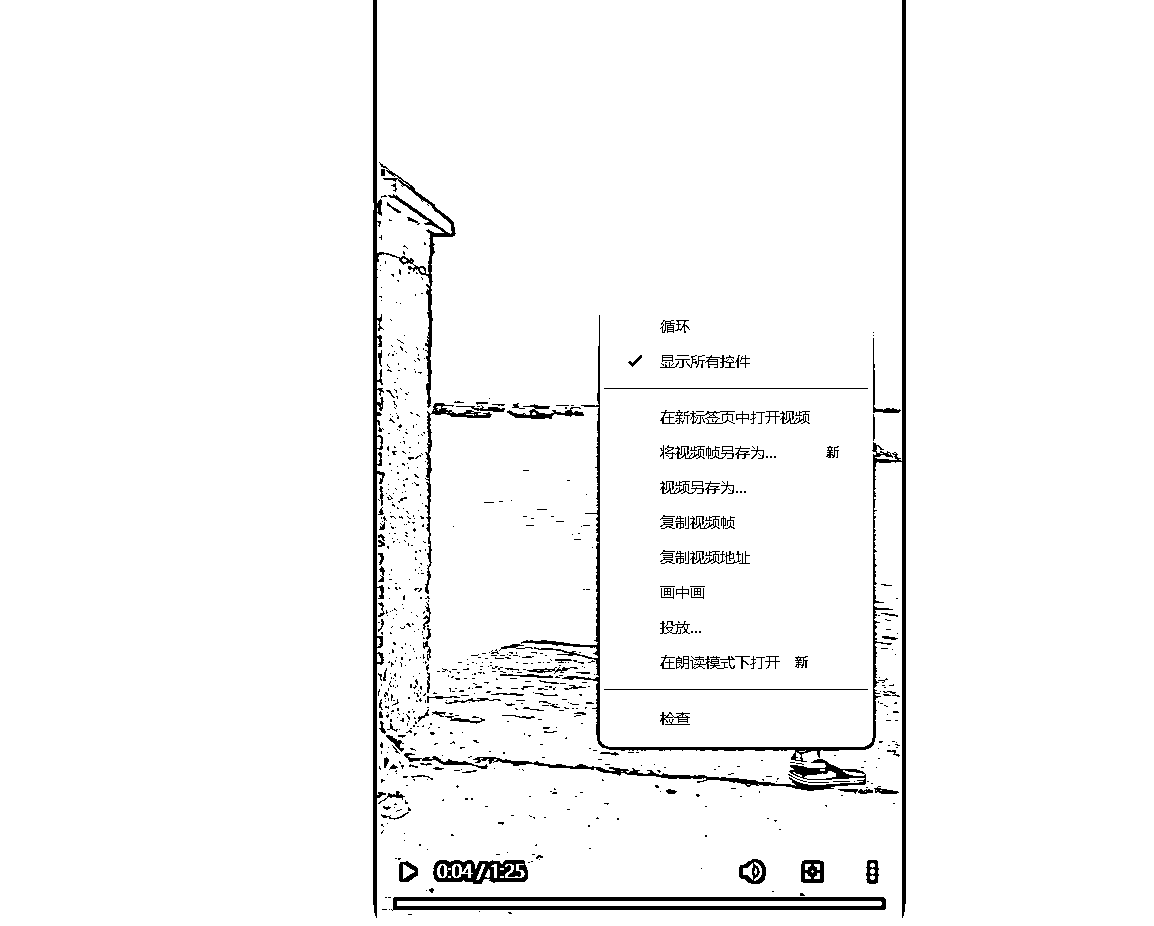 循环
显示所有控件
在新标签页中打开视频
将视频帧另存为... 新
视频另存为...
复制视频帧
复制视频地址
画中画
投放...
在朗读模式下打开 新
检查
0:04/1:25